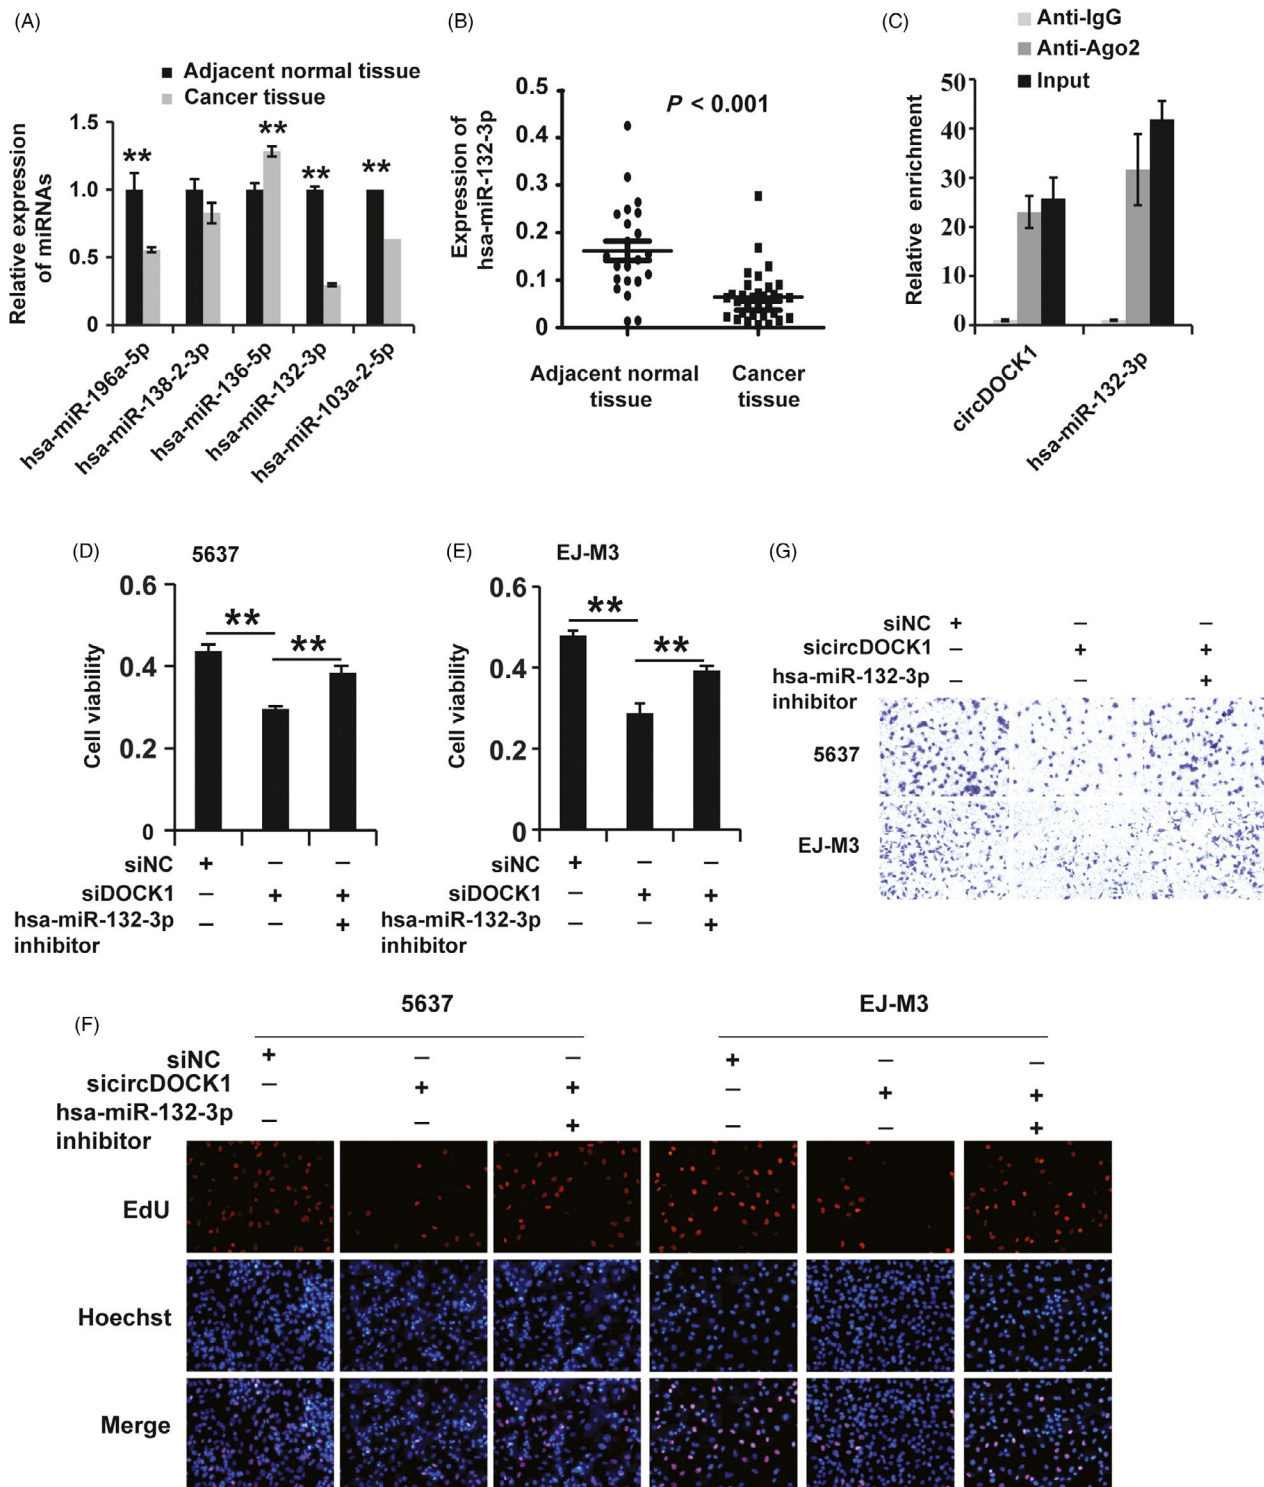 (A)
Adjacent normal tissue
Cancer tissue
Relative expression
of miRNAs
1.5
1.0
0.5
0
**
**
**
**
hsa-miR-196a-5p
hsa-miR-138-2-3p
hsa-miR-136-5p
hsa-miR-132-3p
hsa-miR-103a-2-5p
(B)
Expression of
hsa-miR-132-3p
0.5
0.4
0.3
0.2
0.1
0
P < 0.001
Adjacent normal
tissue
Cancer
tissue
(C)
Anti-IgG
Anti-Ago2
Input
Relative enrichment
50
40
30
20
10
0
circDOCK1
hsa-miR-132-3p
(D)
5637
Cell viability
0.6
0.4
0.2
0
**
**
siNC + – –
siDOCK1 – + +
hsa-miR-132-3p – – +
inhibitor
(E)
EJ-M3
Cell viability
0.6
0.4
0.2
0
**
**
siNC + – –
siDOCK1 – + +
hsa-miR-132-3p – – +
inhibitor
(G)
siNC + – –
sicircDOCK1 – + +
hsa-miR-132-3p – – +
inhibitor
5637
EJ-M3
(F)
5637 EJ-M3
siNC + – – + – –
sicircDOCK1 – + + – + +
hsa-miR-132-3p – – + – – +
inhibitor
EdU
Hoechst
Merge